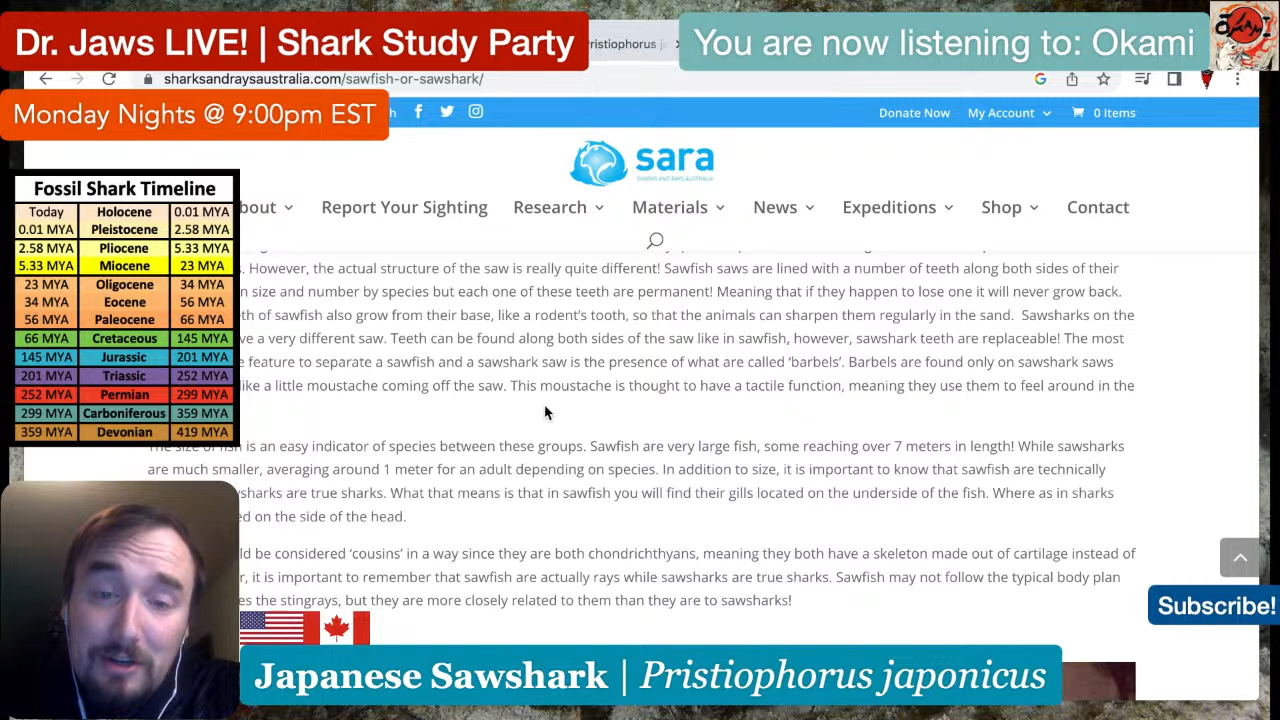 Dr. Jaws LIVE! | Shark Study Party
Pristiophorus j
You are now listening to: Okami
sharksandraysaustralia.com/sawfish-or-sawshark/
Monday Nights @ 9:00pm EST
Donate Now
My Account
0 Items
sara
SHARKS AND RAYS AUSTRALIA
bout
Report Your Sighting
Research
Materials
News
Expeditions
Shop
Contact
Fossil Shark Timeline
Today Holocene 0.01 MYA
0.01 MYA Pleistocene 2.58 MYA
2.58 MYA Pliocene 5.33 MYA
5.33 MYA Miocene 23 MYA
23 MYA Oligocene 34 MYA
34 MYA Eocene 56 MYA
56 MYA Paleocene 66 MYA
66 MYA Cretaceous 145 MYA
145 MYA Jurassic 201 MYA
201 MYA Triassic 252 MYA
252 MYA Permian 299 MYA
299 MYA Carboniferous 359 MYA
359 MYA Devonian 419 MYA
s. However, the actual structure of the saw is really quite different! Sawfish saws are lined with a number of teeth along both sides of their
n size and number by species but each one of these teeth are permanent! Meaning that if they happen to lose one it will never grow back.
th of sawfish also grow from their base, like a rodent's tooth, so that the animals can sharpen them regularly in the sand. Sawsharks on the
ve a very different saw. Teeth can be found along both sides of the saw like in sawfish, however, sawshark teeth are replaceable! The most
e feature to separate a sawfish and a sawshark saw is the presence of what are called 'barbels'. Barbels are found only on sawshark saws
like a little moustache coming off the saw. This moustache is thought to have a tactile function, meaning they use them to feel around in the
The size of fish is an easy indicator of species between these groups. Sawfish are very large fish, some reaching over 7 meters in length! While sawsharks
are much smaller, averaging around 1 meter for an adult depending on species. In addition to size, it is important to know that sawfish are technically
wsharks are true sharks. What that means is that in sawfish you will find their gills located on the underside of the fish. Where as in sharks
ed on the side of the head.
ld be considered 'cousins' in a way since they are both chondrichthyans, meaning they both have a skeleton made out of cartilage instead of
r, it is important to remember that sawfish are actually rays while sawsharks are true sharks. Sawfish may not follow the typical body plan
es the stingrays, but they are more closely related to them than they are to sawsharks!
Subscribe!
Japanese Sawshark | Pristiophorus japonicus